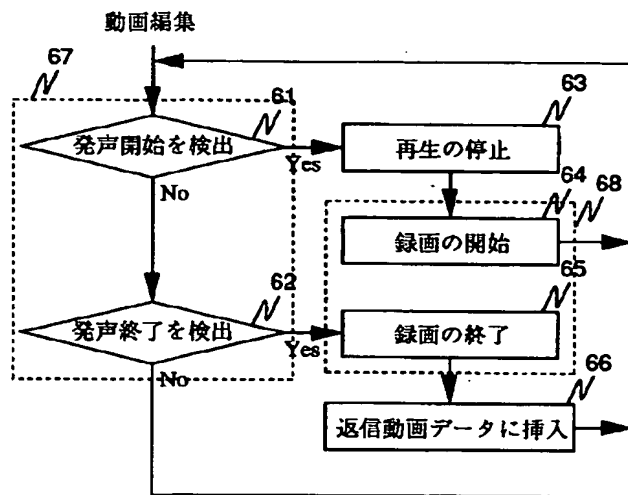 動画編集
67
61
発声開始を検出
Yes
No
63
再生の停止
64
68
録画の開始
62
発声終了を検出
Yes
No
65
録画の終了
66
返信動画データに挿入